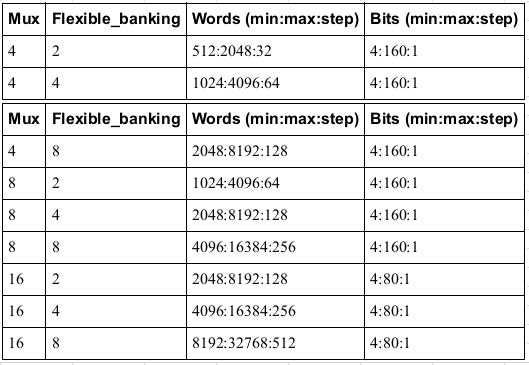 Mux Flexible_banking Words (min:max:step) Bits (min:max:step)
4 2 512:2048:32 4:160:1
4 4 1024:4096:64 4:160:1
Mux Flexible_banking Words (min:max:step) Bits (min:max:step)
4 8 2048:8192:128 4:160:1
8 2 1024:4096:64 4:160:1
8 4 2048:8192:128 4:160:1
8 8 4096:16384:256 4:160:1
16 2 2048:8192:128 4:80:1
16 4 4096:16384:256 4:80:1
16 8 8192:32768:512 4:80:1